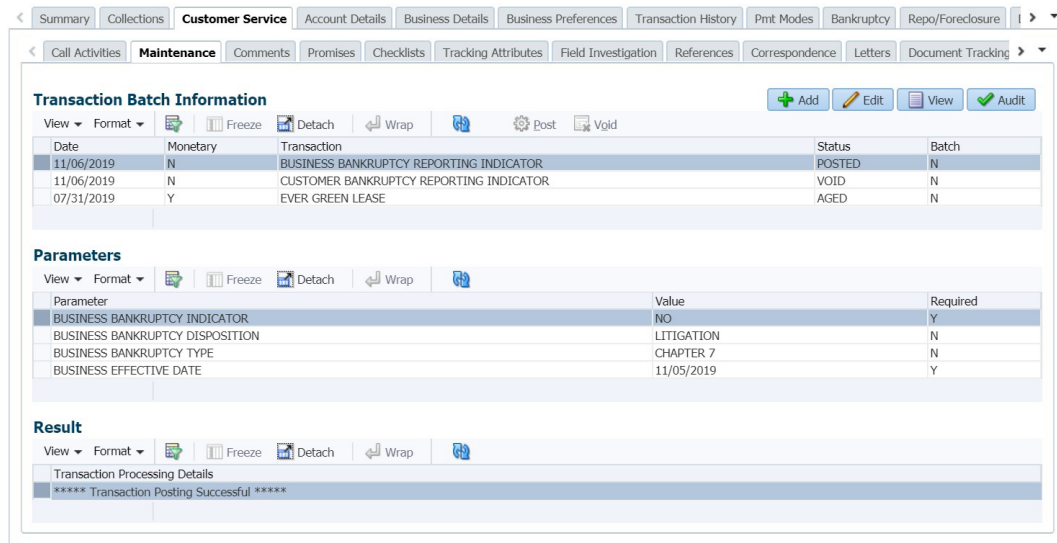 Summary Collections Customer Service Account Details Business Details Business Preferences Transaction History Pmt Modes Bankruptcy Repo/Foreclosure
Call Activities Maintenance Comments Promises Checklists Tracking Attributes Field Investigation References Correspondence Letters Document Tracking
Transaction Batch Information Add Edit View Audit
View Format Freeze Detach Wrap Post Void
Date Monetary Transaction Status Batch
11/06/2019 N BUSINESS BANKRUPTCY REPORTING INDICATOR POSTED N
11/06/2019 N CUSTOMER BANKRUPTCY REPORTING INDICATOR VOID N
07/31/2019 Y EVER GREEN LEASE AGED N
Parameters
View Format Freeze Detach Wrap
Parameter Value Required
BUSINESS BANKRUPTCY INDICATOR NO Y
BUSINESS BANKRUPTCY DISPOSITION LITIGATION N
BUSINESS BANKRUPTCY TYPE CHAPTER 7 N
BUSINESS EFFECTIVE DATE 11/05/2019 Y
Result
View Format Freeze Detach Wrap
Transaction Processing Details
***** Transaction Posting Successful *****